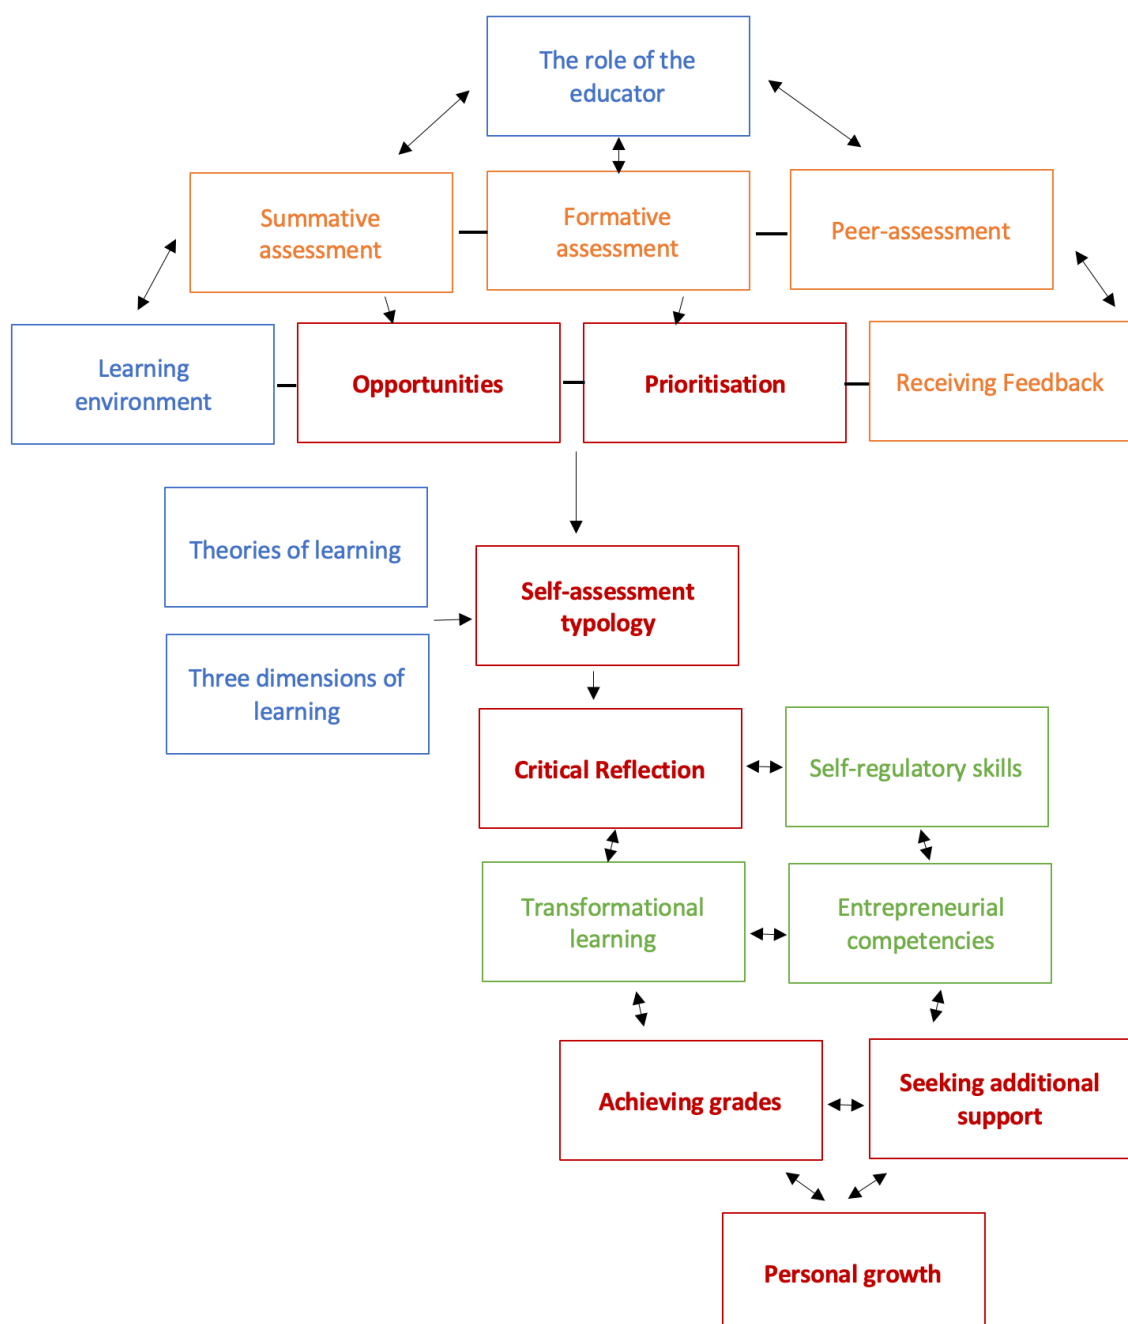 The role of the
educator
Summative
assessment
Formative
assessment
Peer-assessment
Learning
environment
Opportunities
Prioritisation
Receiving Feedback
Theories of learning
Self-assessment
typology
Three dimensions of
learning
Critical Reflection
Self-regulatory skills
Transformational
learning
Entrepreneurial
competencies
Achieving grades
Seeking additional
support
Personal growth